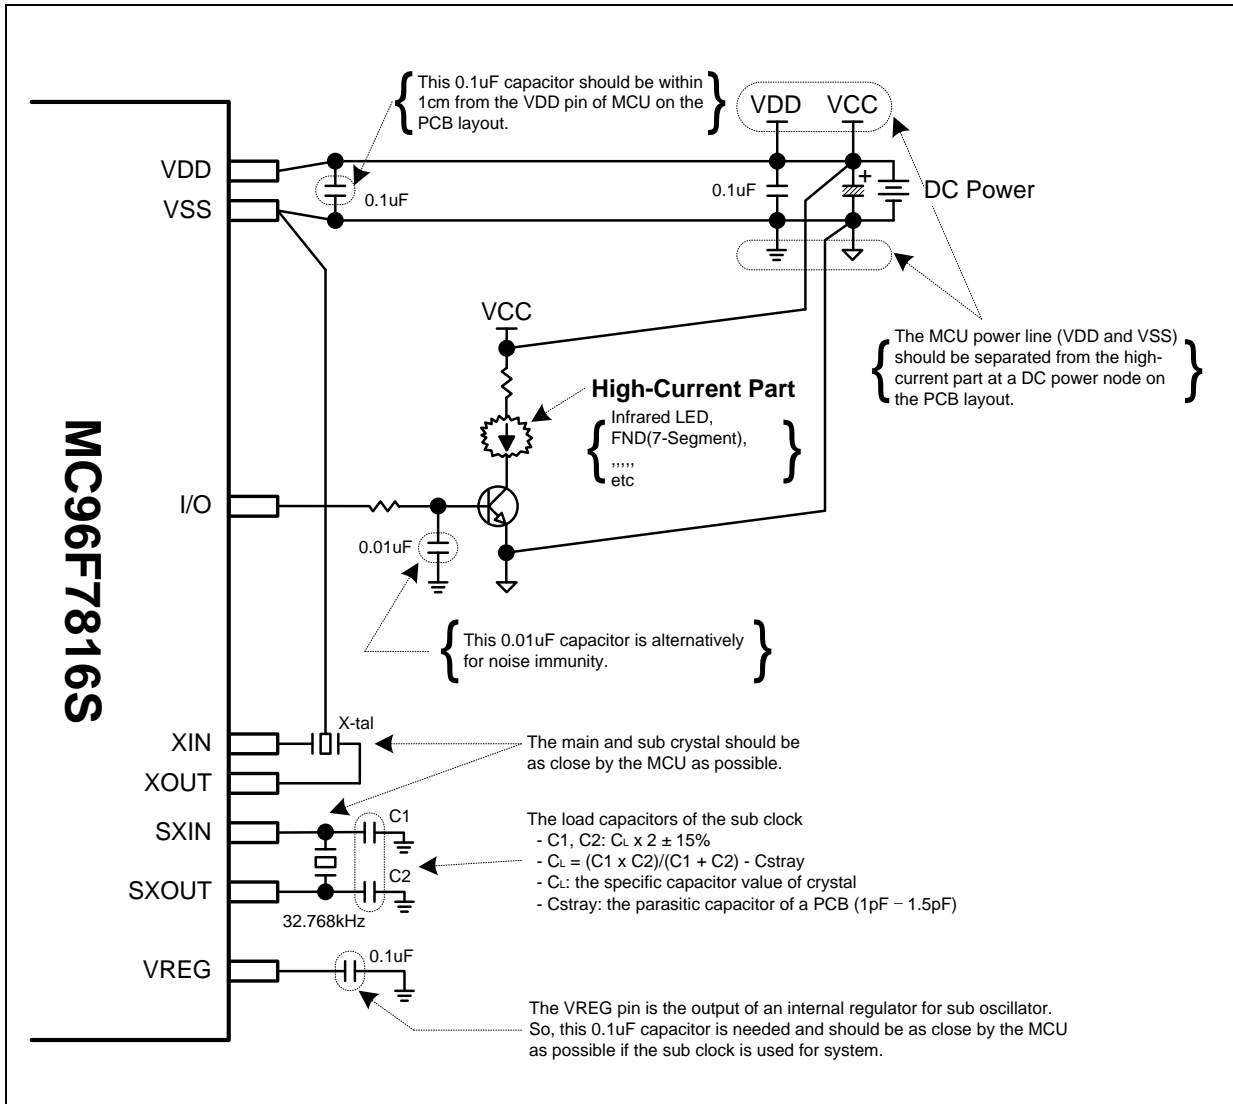 This 0.1uF capacitor should be within
1cm from the VDD pin of MCU on the
PCB layout.
VDD VCC
VDD
0.1uF
0.1uF
+
DC Power
VSS
VCC
The MCU power line (VDD and VSS)
should be separated from the high-
current part at a DC power node on
the PCB layout.
High-Current Part
Infrared LED,
FND(7-Segment),
,,,,,
etc
MC96F7816S
I/O
0.01uF
This 0.01uF capacitor is alternatively
for noise immunity.
X-tal
XIN
XOUT
The main and sub crystal should be
as close by the MCU as possible.
SXIN
C1
SXOUT
C2
32.768kHz
The load capacitors of the sub clock
- C1, C2: CL x 2 ± 15%
- CL = (C1 x C2)/(C1 + C2) - Cstray
- CL: the specific capacitor value of crystal
- Cstray: the parasitic capacitor of a PCB (1pF – 1.5pF)
VREG
0.1uF
The VREG pin is the output of an internal regulator for sub oscillator.
So, this 0.1uF capacitor is needed and should be as close by the MCU
as possible if the sub clock is used for system.